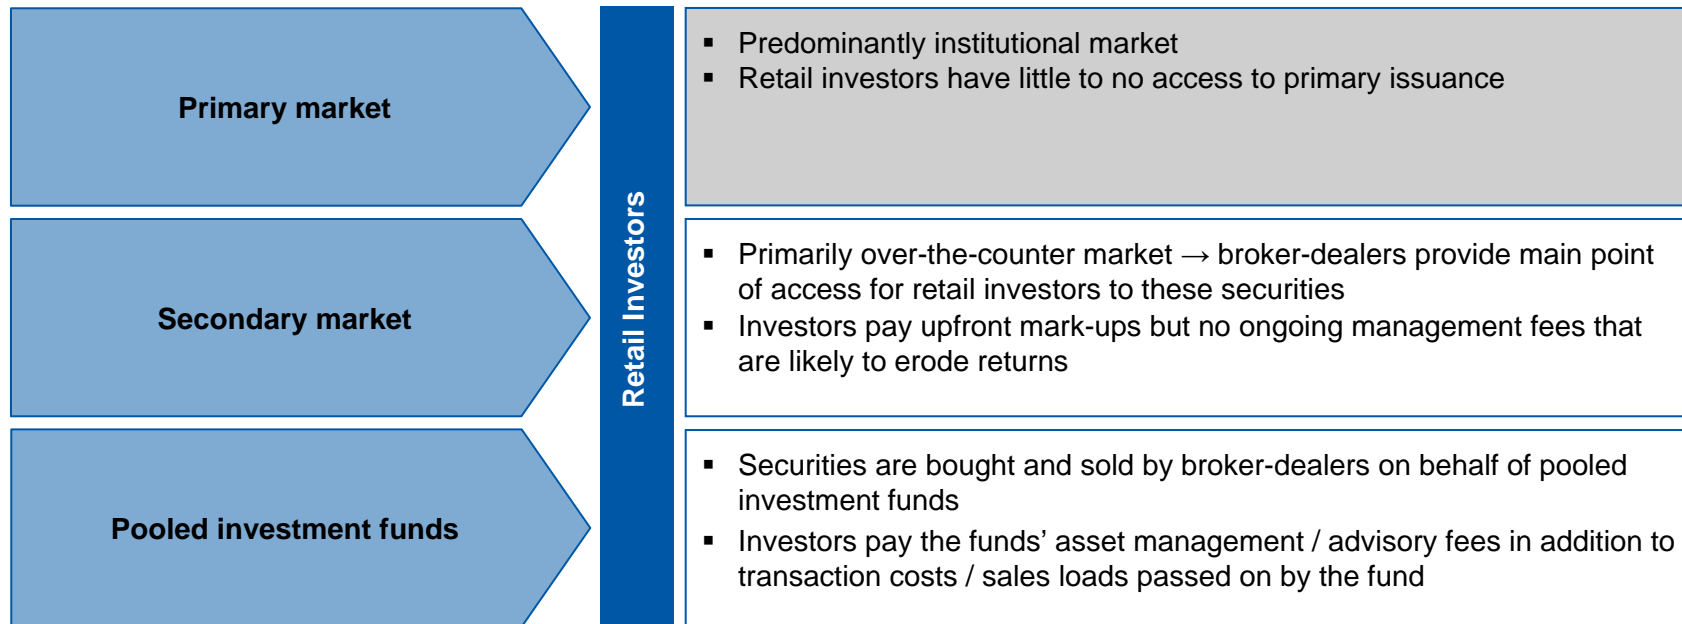 Primary market
▪ Predominantly institutional market
▪ Retail investors have little to no access to primary issuance
Retail Investors
Secondary market
▪ Primarily over-the-counter market → broker-dealers provide main point
of access for retail investors to these securities
▪ Investors pay upfront mark-ups but no ongoing management fees that
are likely to erode returns
Pooled investment funds
▪ Securities are bought and sold by broker-dealers on behalf of pooled
investment funds
▪ Investors pay the funds’ asset management / advisory fees in addition to
transaction costs / sales loads passed on by the fund